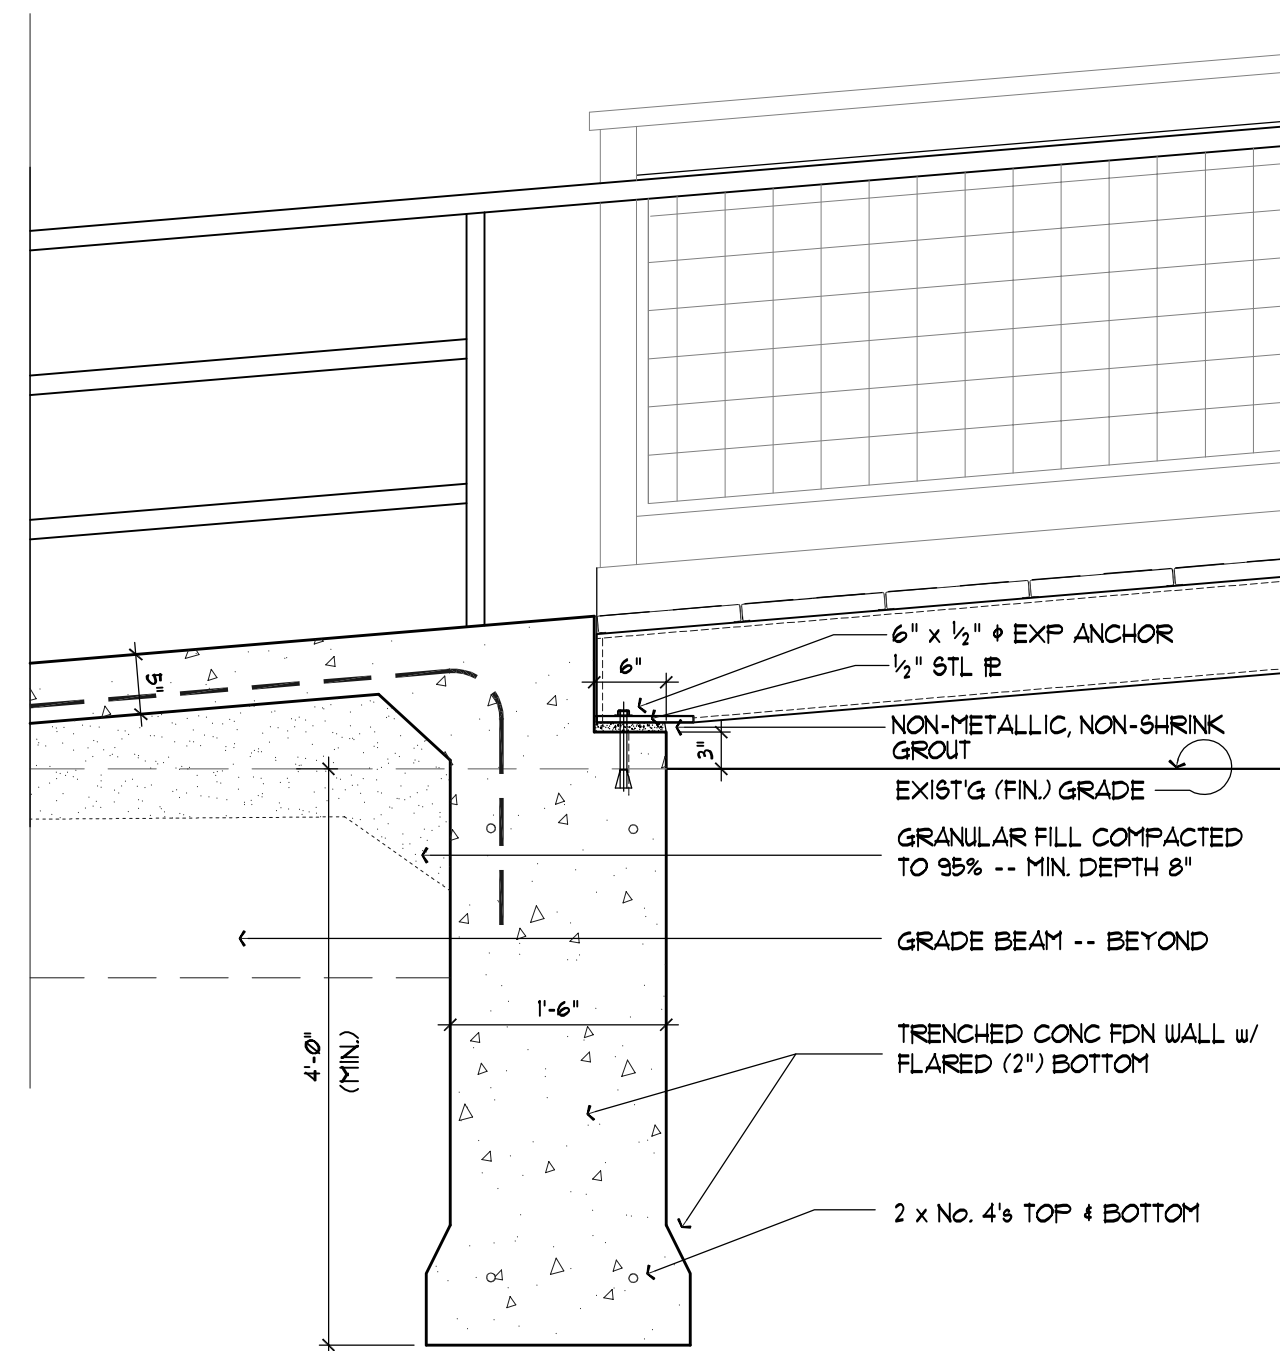 6" x 1/2" ⌀ EXP ANCHOR
6"
1/2" STL ℄
5"
NON-METALLIC, NON-SHRINK
GROUT
3"
EXIST'G (FIN.) GRADE
GRANULAR FILL COMPACTED
TO 95% -- MIN. DEPTH 8"
GRADE BEAM -- BEYOND
1'-6"
4'-0"
(MIN.)
TRENCHED CONC FDN WALL w/
FLARED (2") BOTTOM
2 x No. 4's TOP & BOTTOM